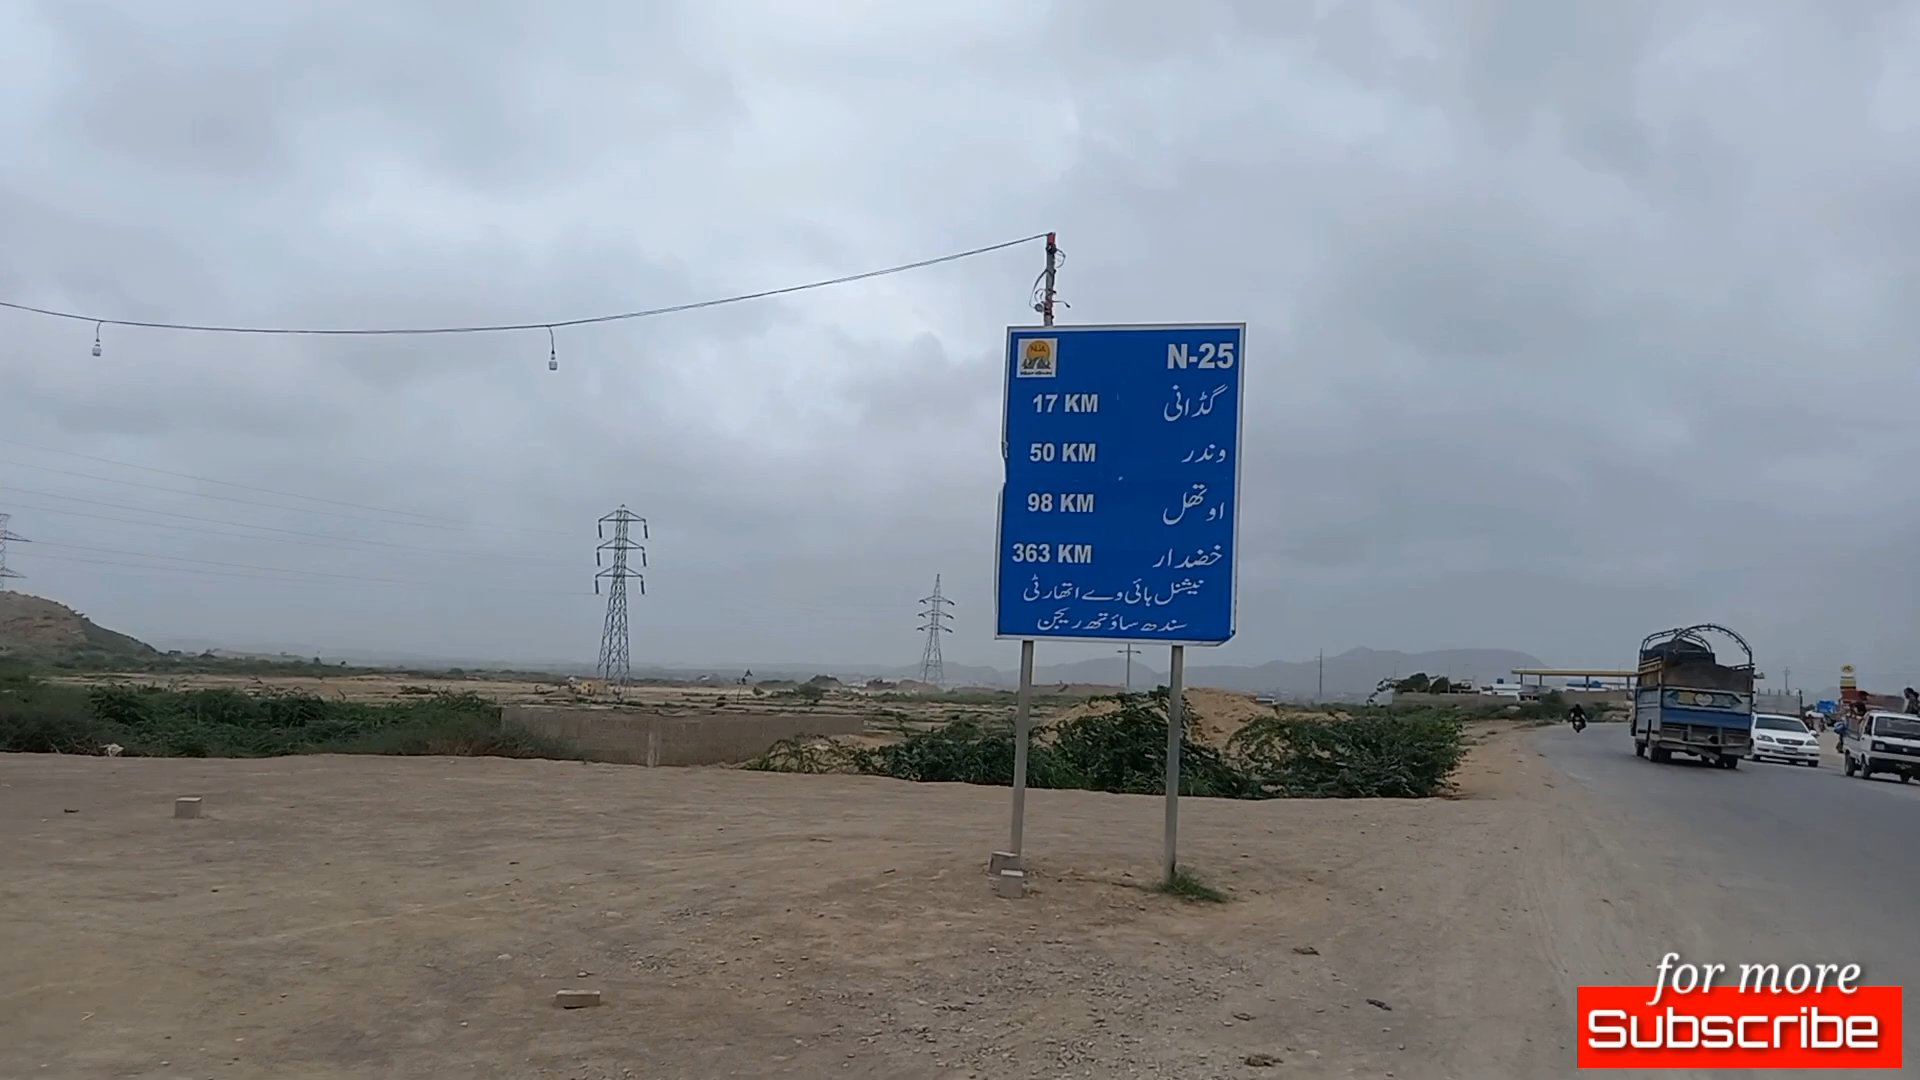 NHA
N-25
گڈانی 17 KM
وندر 50 KM
اوتھل 98 KM
خضدار 363 KM
نیشنل ہائی وے اتھارٹی
سندھ ساؤتھ ریجن
for more
Subscribe